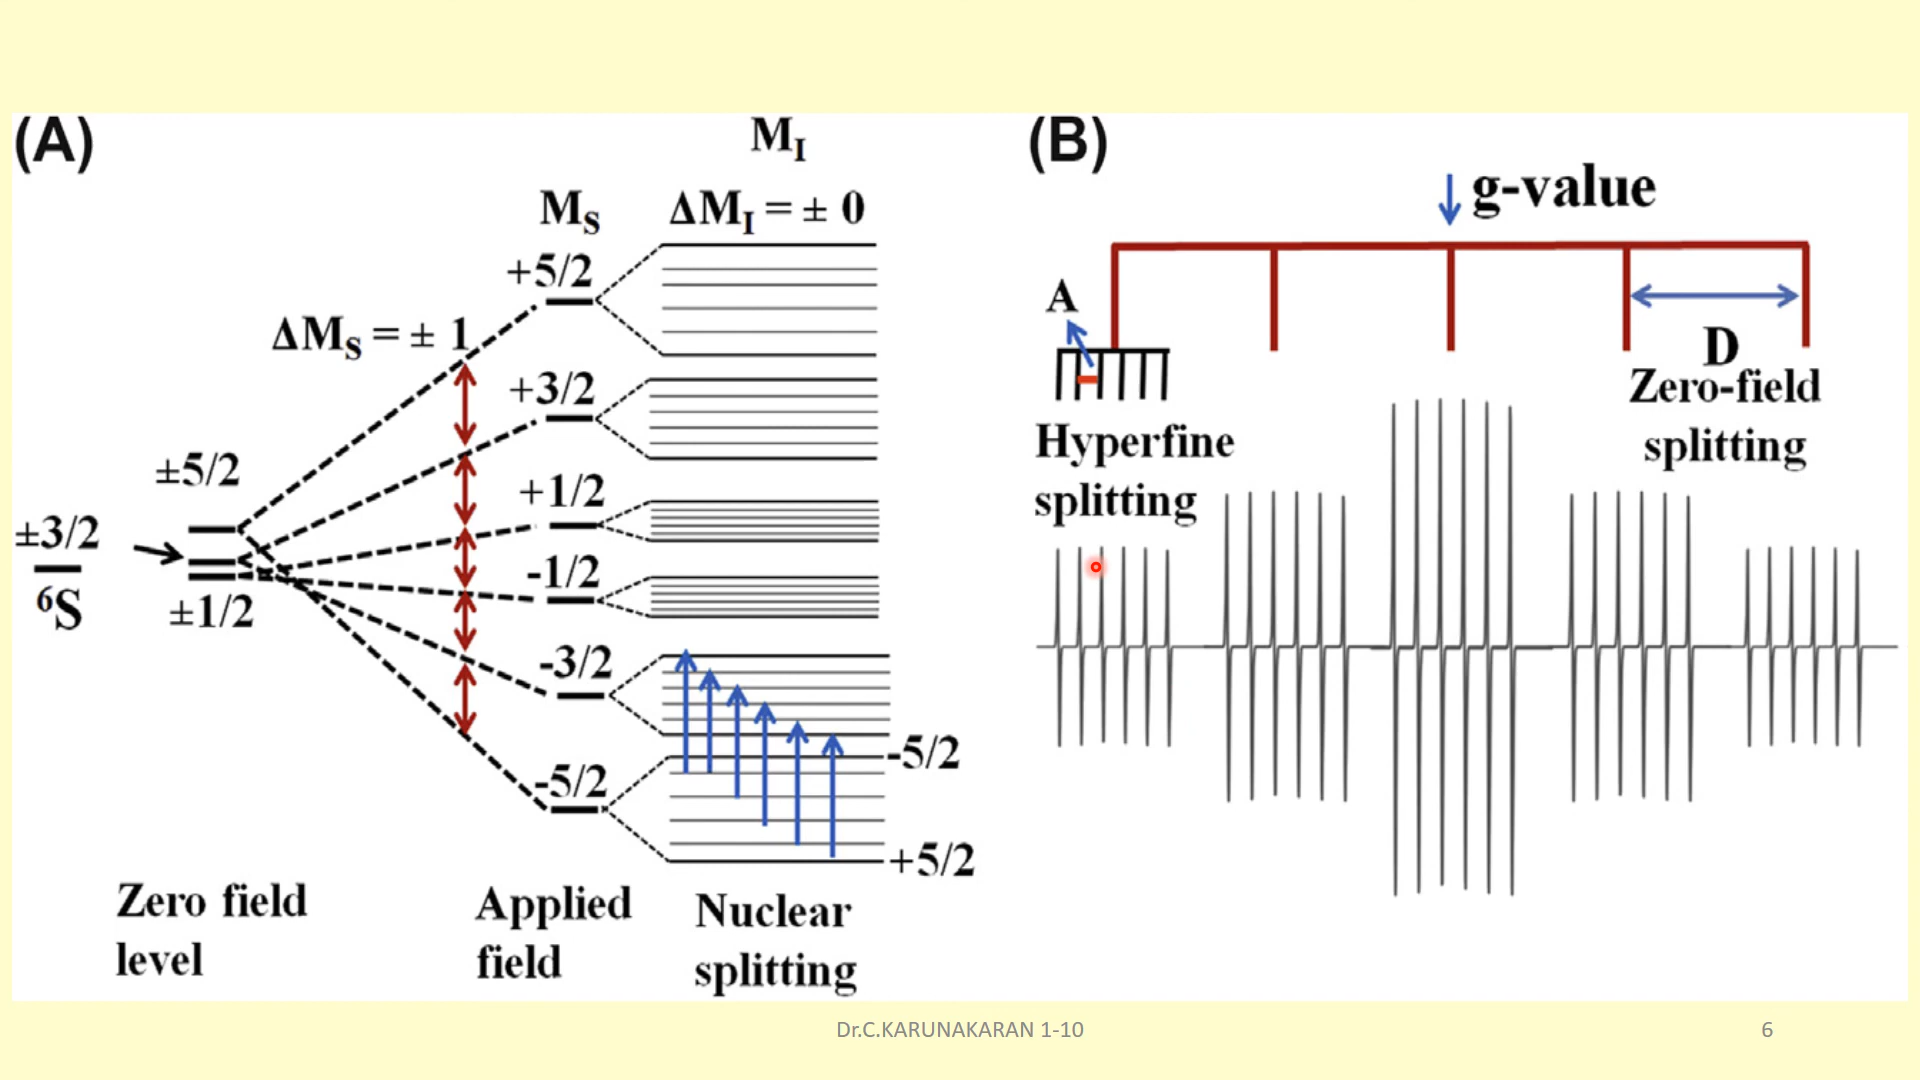 (A)
M_I
M_S
ΔM_I = ± 0
+5/2
ΔM_S = ± 1
+3/2
±5/2
+1/2
±3/2
-1/2
⁶S
±1/2
-3/2
-5/2
-5/2
+5/2
Zero field
level
Applied
field
Nuclear
splitting
(B)
g-value
A
D
Zero-field
splitting
Hyperfine
splitting
Dr.C.KARUNAKARAN 1-10
6